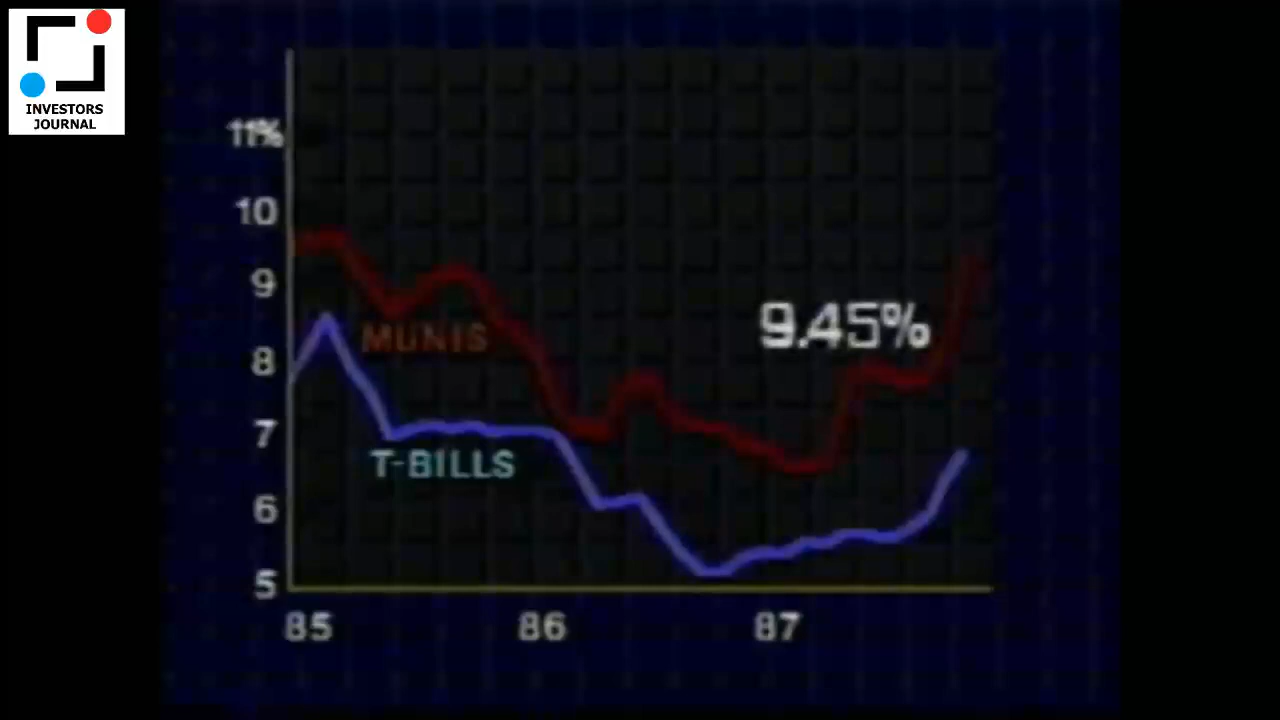 INVESTORS
JOURNAL
11%
10
9
8
7
6
5
MUNIS
T-BILLS
9.45%
85 86 87